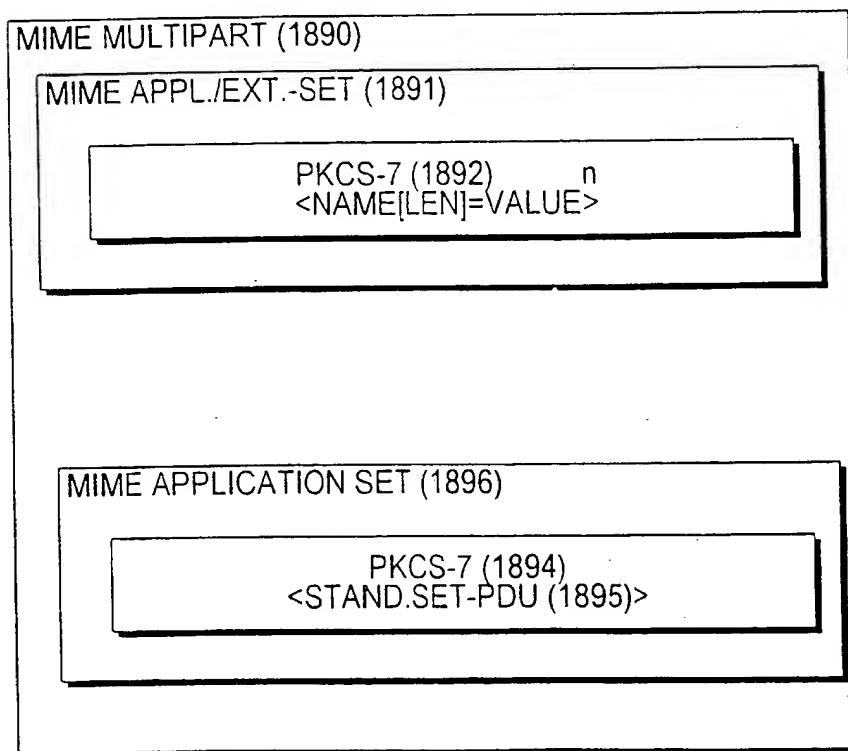 MIME MULTIPART (1890)
MIME APPL./EXT.-SET (1891)
PKCS-7 (1892) n
<NAME[LEN]=VALUE>
MIME APPLICATION SET (1896)
PKCS-7 (1894)
<STAND.SET-PDU (1895)>